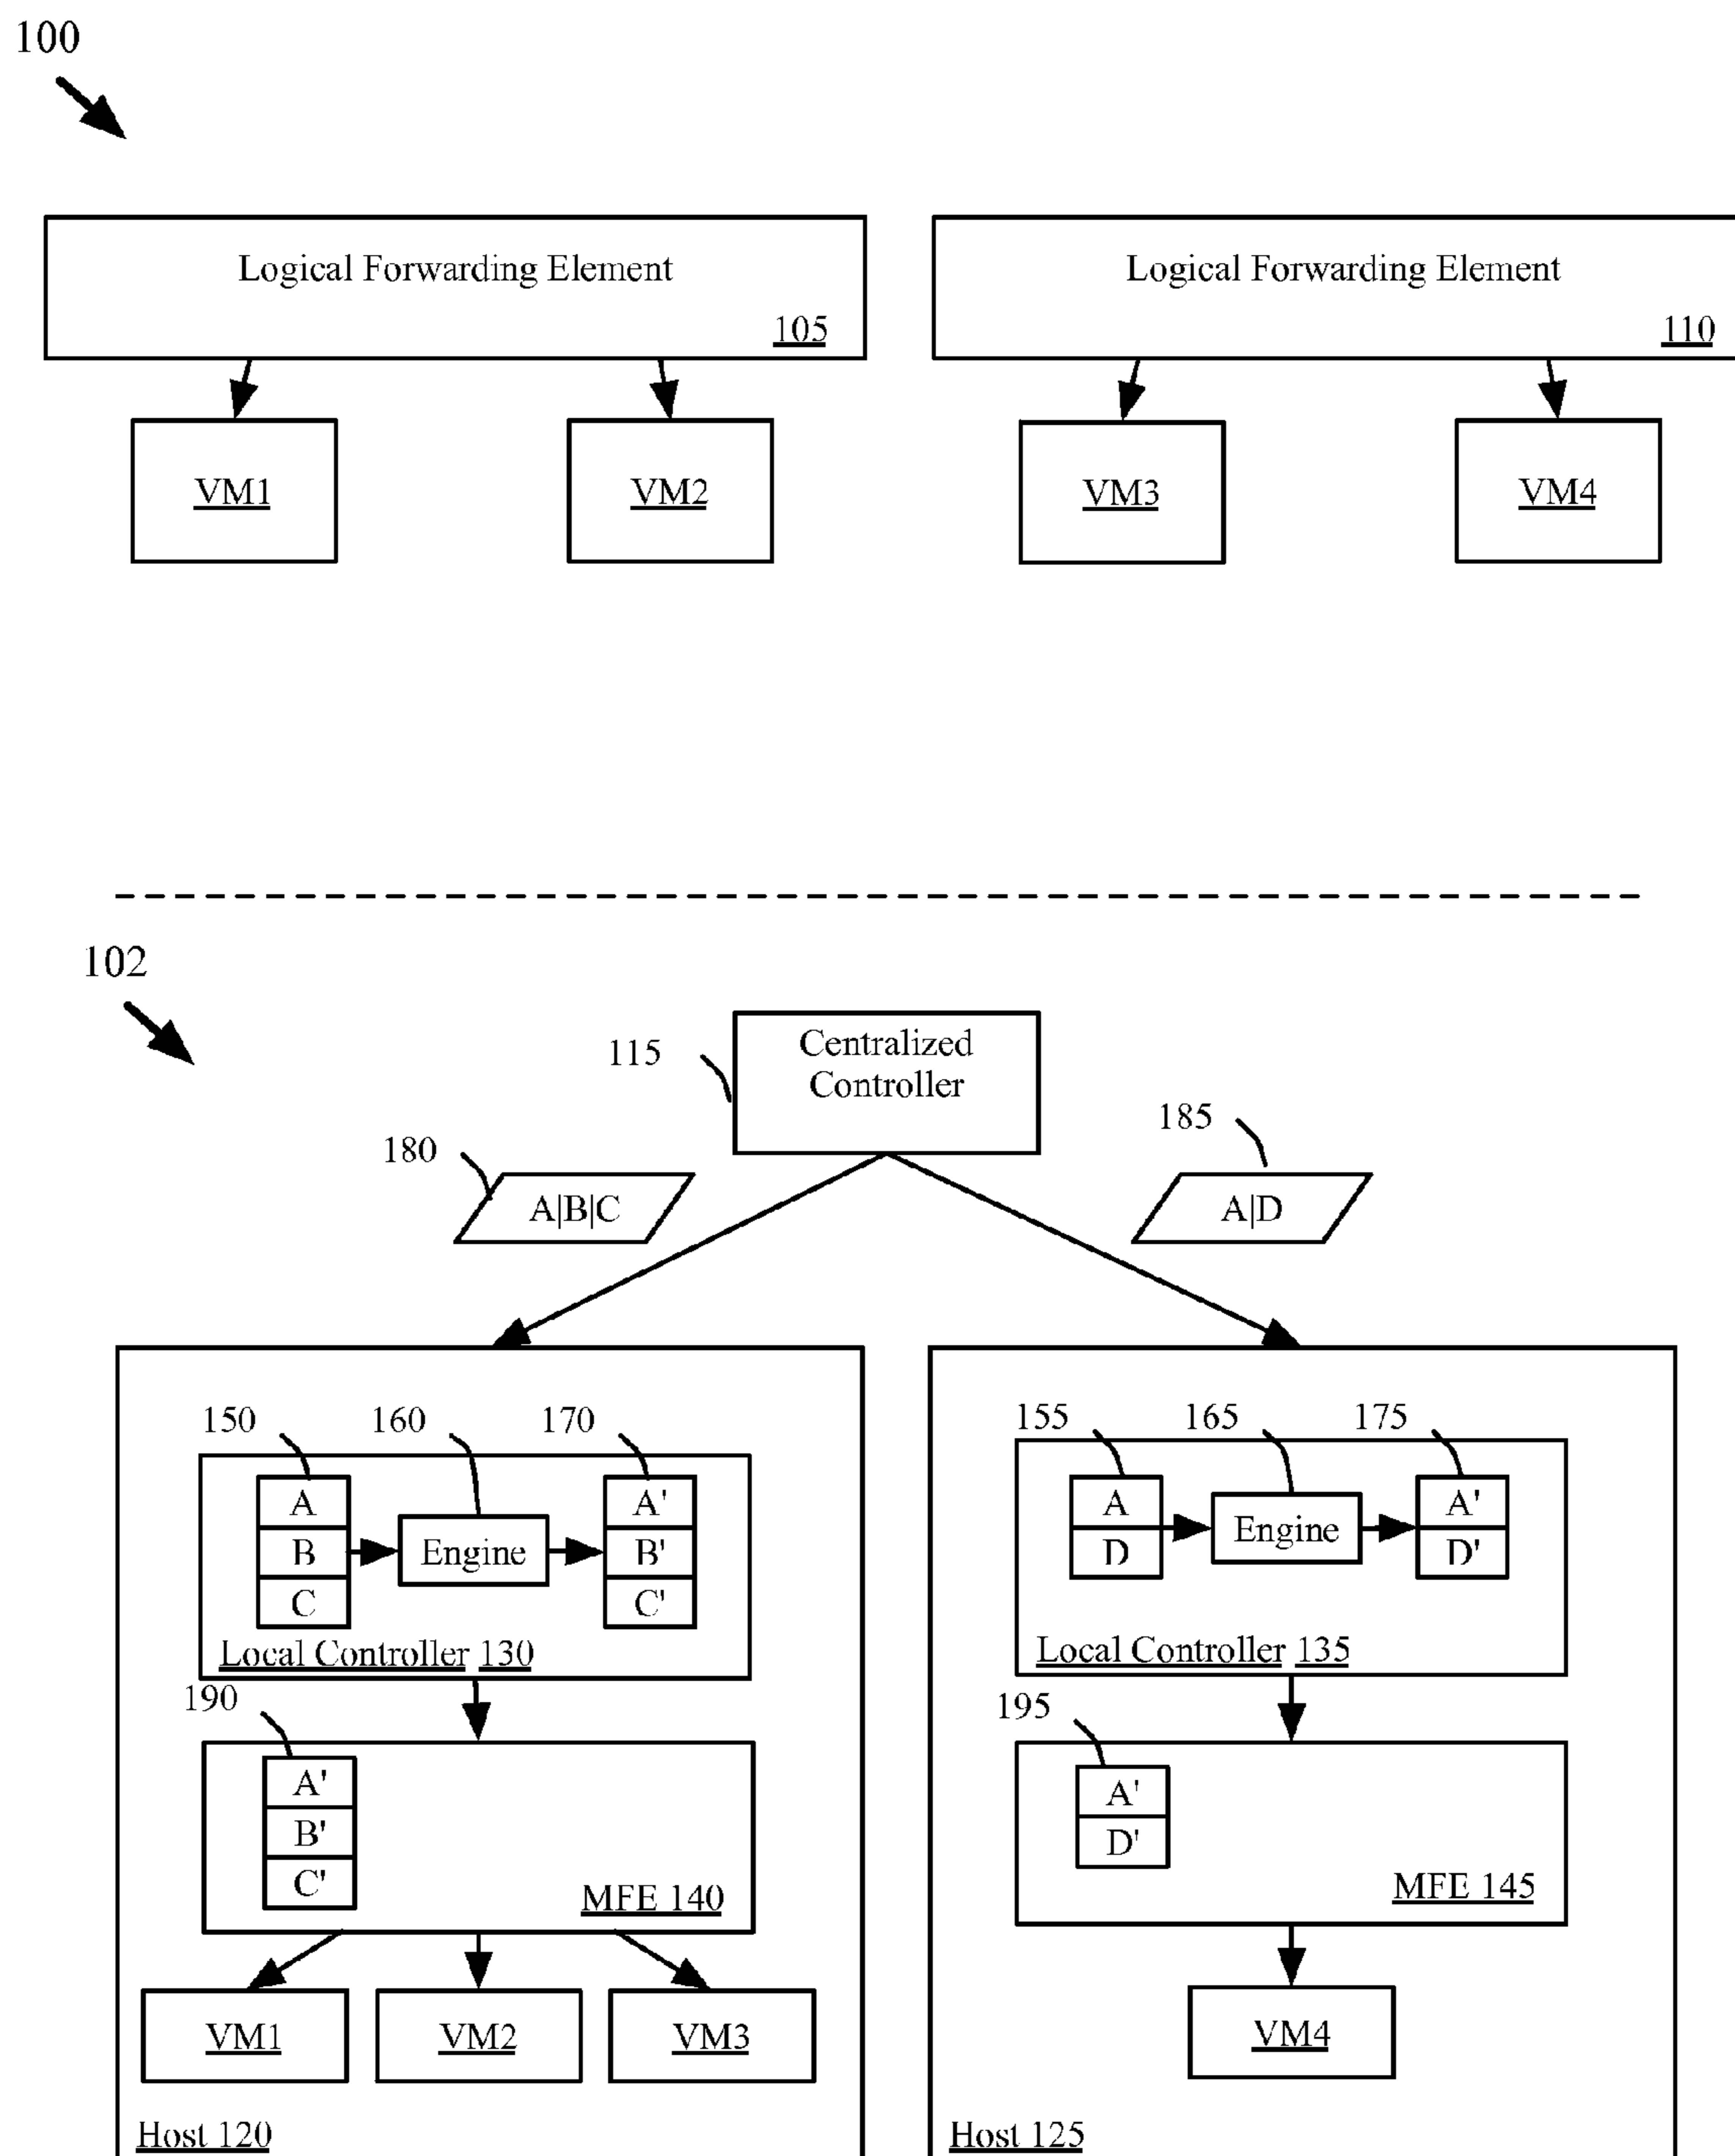 100
Logical Forwarding Element
105
Logical Forwarding Element
110
VM1
VM2
VM3
VM4
102
115
Centralized
Controller
180
A|B|C
185
A|D
150
160
170
A
B
C
Engine
A'
B'
C'
Local Controller 130
155
165
175
A
D
Engine
A'
D'
Local Controller 135
190
A'
B'
C'
MFE 140
195
A'
D'
MFE 145
VM1
VM2
VM3
VM4
Host 120
Host 125